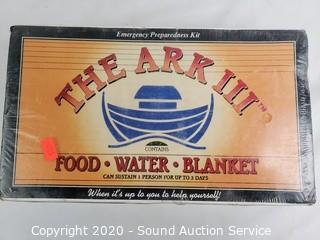 Emergency Preparedness Kit
THE ARK III™
CONTAINS
FOOD • WATER • BLANKET
CAN SUSTAIN 1 PERSON FOR UP TO 3 DAYS
When it's up to you to help yourself!
Copyright 2020 - Sound Auction Service